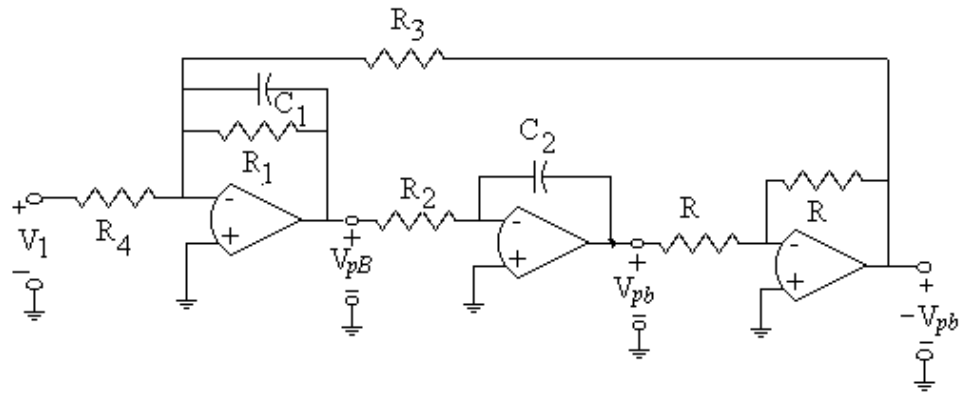 R3
C1
R1
C2
R2
R
R
+
R4
-
+
-
+
-
+
V1
-
+
VpB
-
+
Vpb
-
+
-Vpb
-